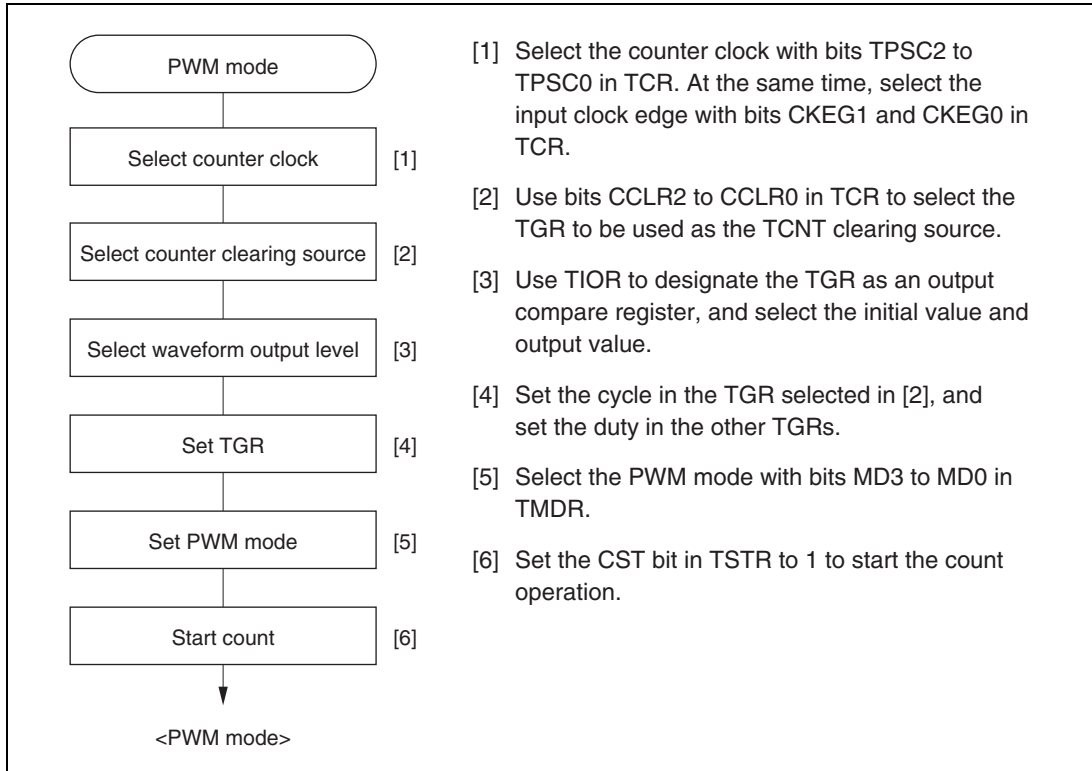 PWM mode
Select counter clock [1]
Select counter clearing source [2]
Select waveform output level [3]
Set TGR [4]
Set PWM mode [5]
Start count [6]
<PWM mode>
[1] Select the counter clock with bits TPSC2 to
TPSC0 in TCR. At the same time, select the
input clock edge with bits CKEG1 and CKEG0 in
TCR.
[2] Use bits CCLR2 to CCLR0 in TCR to select the
TGR to be used as the TCNT clearing source.
[3] Use TIOR to designate the TGR as an output
compare register, and select the initial value and
output value.
[4] Set the cycle in the TGR selected in [2], and
set the duty in the other TGRs.
[5] Select the PWM mode with bits MD3 to MD0 in
TMDR.
[6] Set the CST bit in TSTR to 1 to start the count
operation.